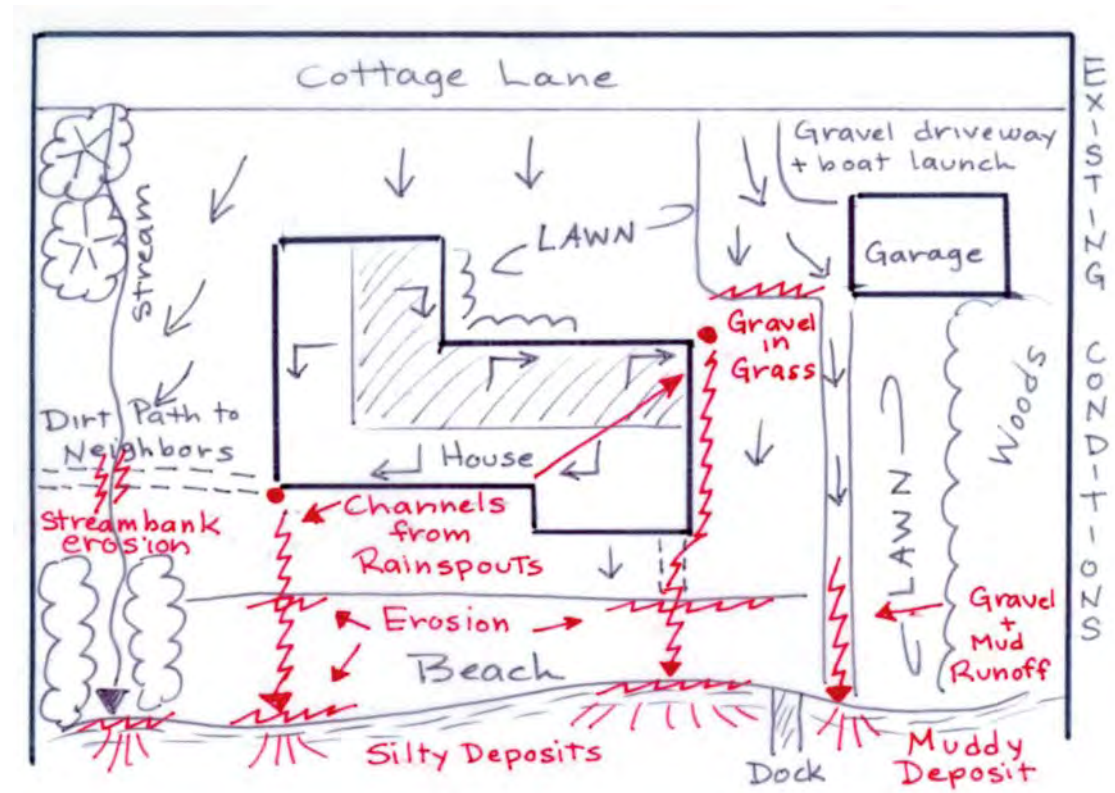 Cottage Lane
EXISTING CONDITIONS
Gravel driveway
+ boat launch
Stream
LAWN
Garage
Gravel
in
Grass
Woods
Dirt Path to
Neighbors
Streambank
erosion
House
Channels
from
Rainspouts
LAWN
Erosion
Gravel
+
Mud
Runoff
Beach
Silty Deposits
Dock
Muddy
Deposit